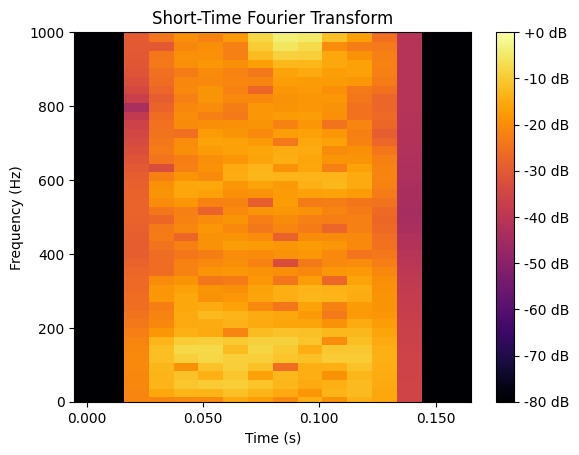 Short-Time Fourier Transform
1000
800
600
400
200
0
Frequency (Hz)
0.000
0.050
0.100
0.150
Time (s)
+0 dB
-10 dB
-20 dB
-30 dB
-40 dB
-50 dB
-60 dB
-70 dB
-80 dB